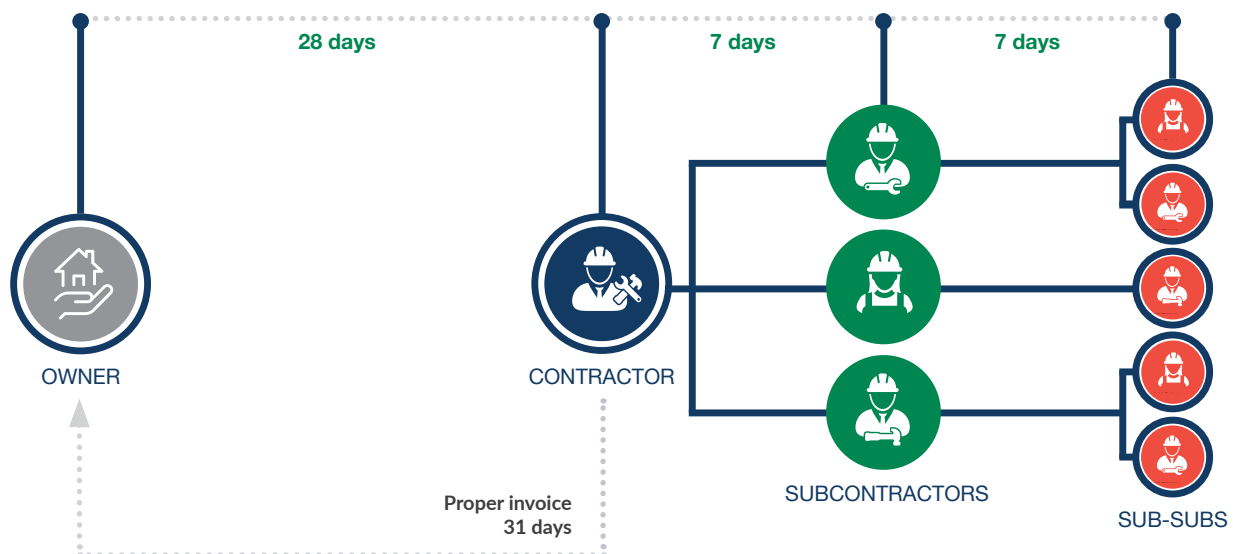 28 days
7 days
7 days
OWNER
CONTRACTOR
SUBCONTRACTORS
SUB-SUBS
Proper invoice
31 days